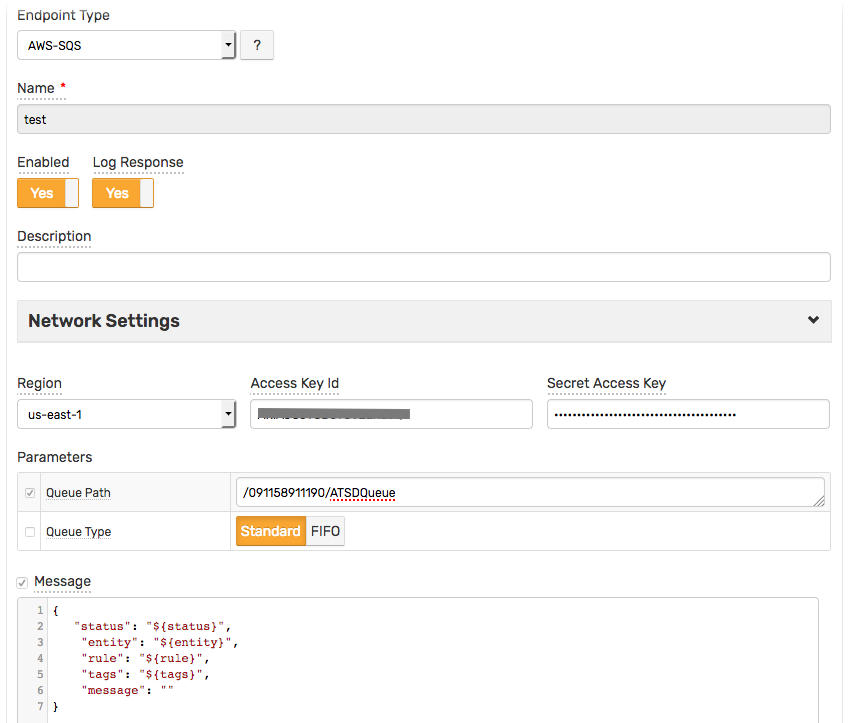 Endpoint Type
AWS-SQS ?
Name *
test
Enabled Log Response
Yes Yes
Description
Network Settings
Region Access Key Id Secret Access Key
us-east-1 ••••••••••••••••••••••••••••••••••••••••
Parameters
Queue Path /091158911190/ATSDQueue
Queue Type Standard FIFO
Message
1 {
2 "status": "${status}",
3 "entity": "${entity}",
4 "rule": "${rule}",
5 "tags": "${tags}",
6 "message": ""
7 }